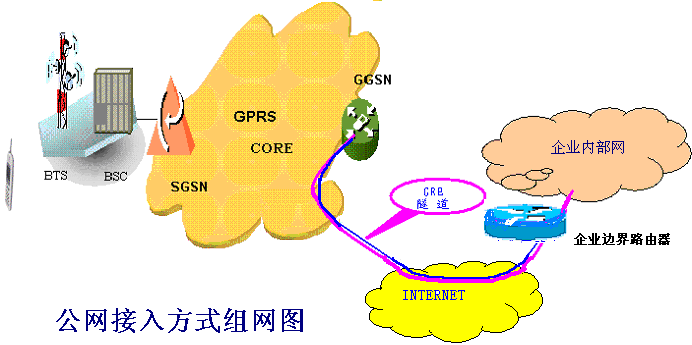 GGSN
GPRS
CORE
企业内部网
BTS
BSC
SGSN
GRE
隧 道
企业边界路由器
INTERNET
公网接入方式组网图